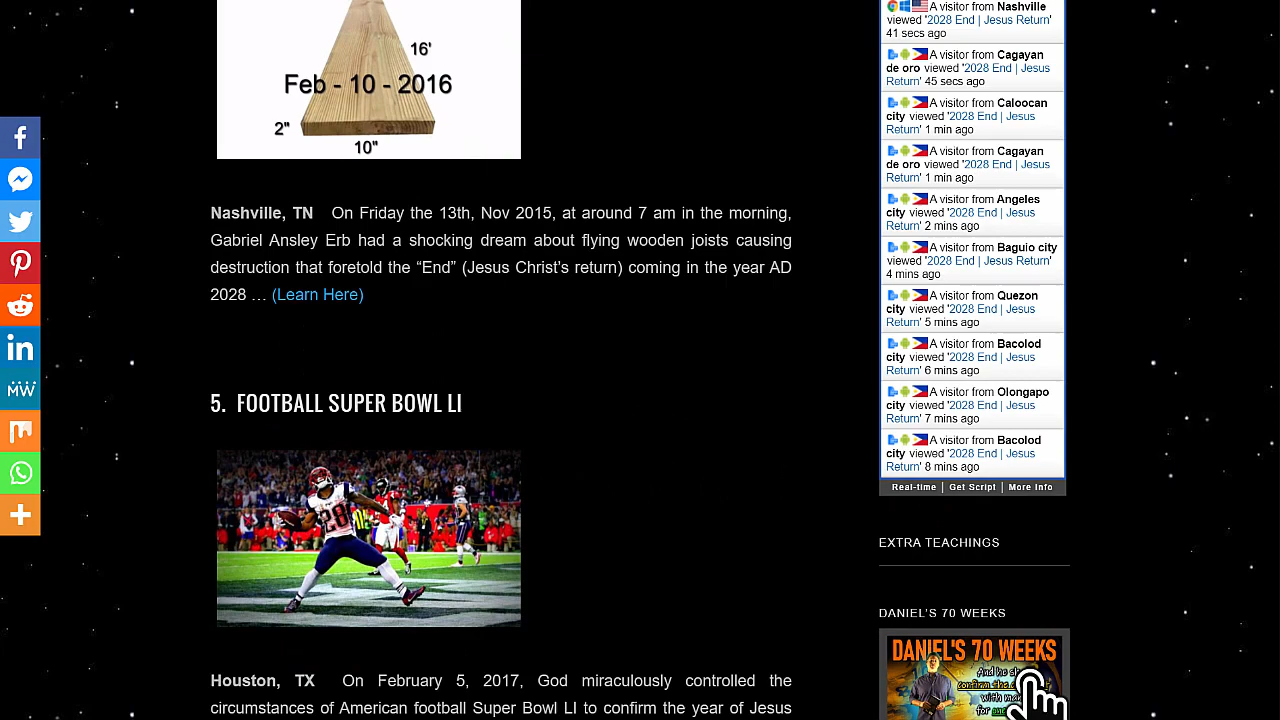 16'
Feb - 10 - 2016
2"
10"
Nashville, TN On Friday the 13th, Nov 2015, at around 7 am in the morning,
Gabriel Ansley Erb had a shocking dream about flying wooden joists causing
destruction that foretold the “End” (Jesus Christ’s return) coming in the year AD
2028 … (Learn Here)
5. FOOTBALL SUPER BOWL LI
28
Houston, TX On February 5, 2017, God miraculously controlled the
circumstances of American football Super Bowl LI to confirm the year of Jesus
A visitor from Nashville
viewed '2028 End | Jesus Return'
41 secs ago
A visitor from Cagayan
de oro viewed '2028 End | Jesus
Return' 45 secs ago
A visitor from Caloocan
city viewed '2028 End | Jesus
Return' 1 min ago
A visitor from Cagayan
de oro viewed '2028 End | Jesus
Return' 1 min ago
A visitor from Angeles
city viewed '2028 End | Jesus
Return' 2 mins ago
A visitor from Baguio city
viewed '2028 End | Jesus Return'
4 mins ago
A visitor from Quezon
city viewed '2028 End | Jesus
Return' 5 mins ago
A visitor from Bacolod
city viewed '2028 End | Jesus
Return' 6 mins ago
A visitor from Olongapo
city viewed '2028 End | Jesus
Return' 7 mins ago
A visitor from Bacolod
city viewed '2028 End | Jesus
Return' 8 mins ago
Real-time | Get Script | More Info
EXTRA TEACHINGS
DANIEL’S 70 WEEKS
DANIEL'S 70 WEEKS
And he sh
confirm the
with ma
for
MW